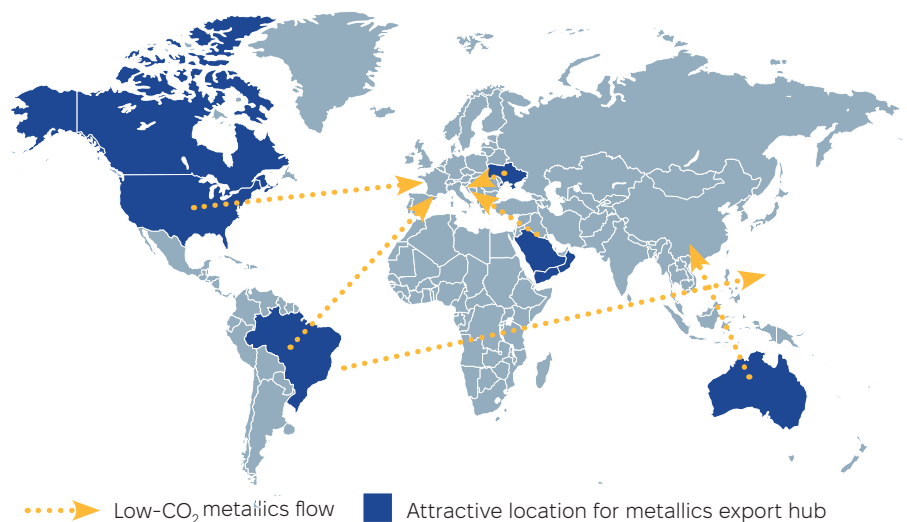 Low-CO₂ metallics flow
Attractive location for metallics export hub